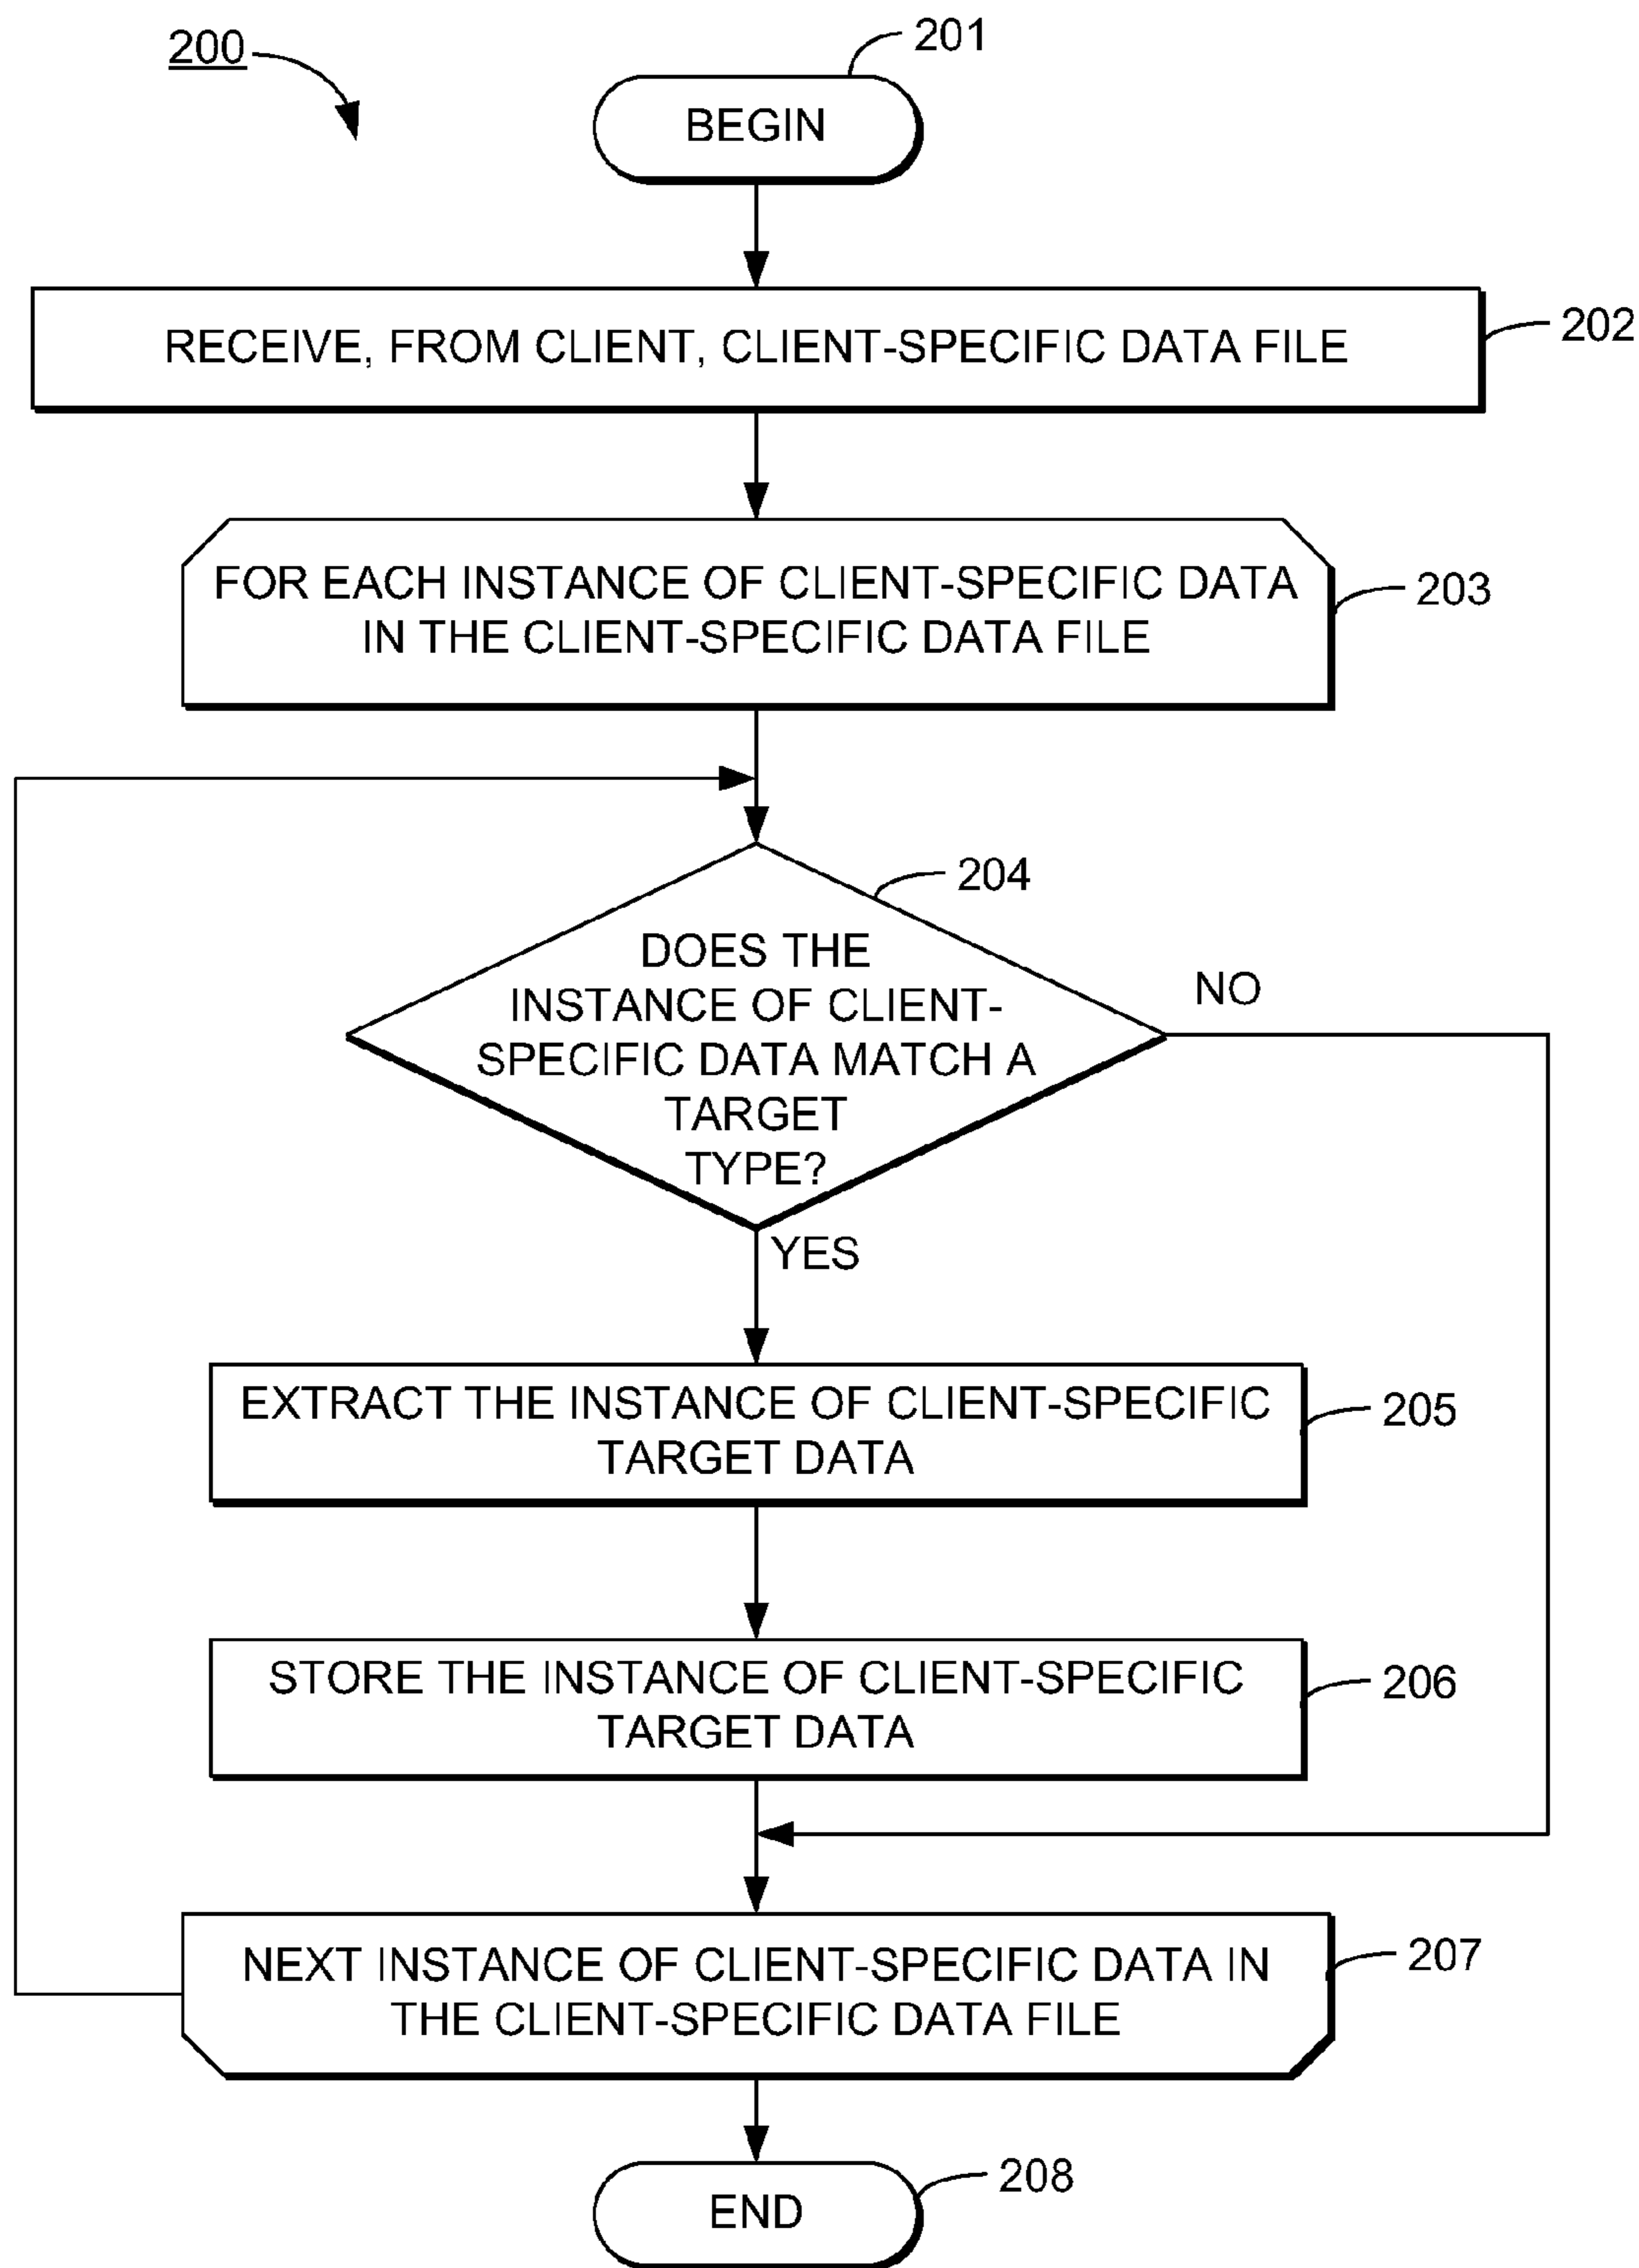 200
201
BEGIN
RECEIVE, FROM CLIENT, CLIENT-SPECIFIC DATA FILE
202
FOR EACH INSTANCE OF CLIENT-SPECIFIC DATA
IN THE CLIENT-SPECIFIC DATA FILE
203
204
DOES THE
INSTANCE OF CLIENT-
SPECIFIC DATA MATCH A
TARGET
TYPE?
NO
YES
EXTRACT THE INSTANCE OF CLIENT-SPECIFIC
TARGET DATA
205
STORE THE INSTANCE OF CLIENT-SPECIFIC
TARGET DATA
206
NEXT INSTANCE OF CLIENT-SPECIFIC DATA IN
THE CLIENT-SPECIFIC DATA FILE
207
208
END